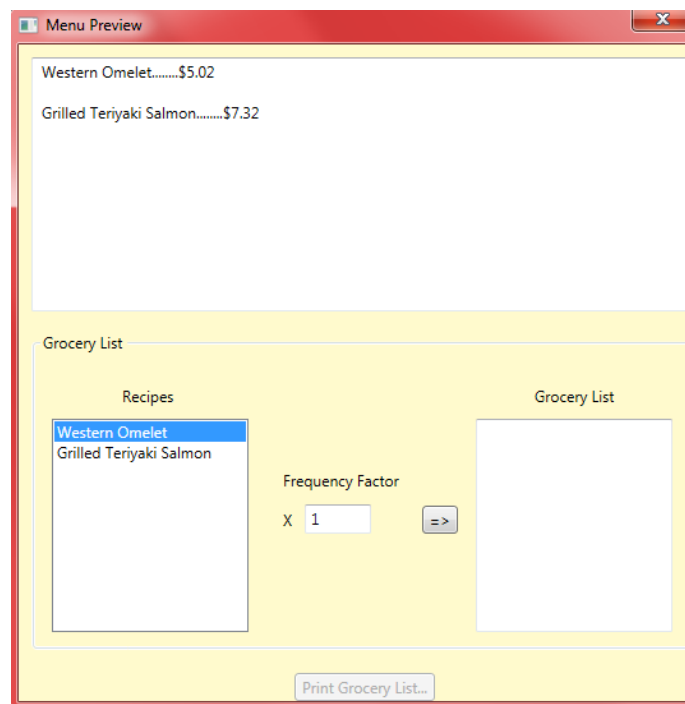 Menu Preview
Western Omelet........$5.02
Grilled Teriyaki Salmon........$7.32
Grocery List
Recipes
Grocery List
Western Omelet
Grilled Teriyaki Salmon
Frequency Factor
X 1 =>
Print Grocery List...